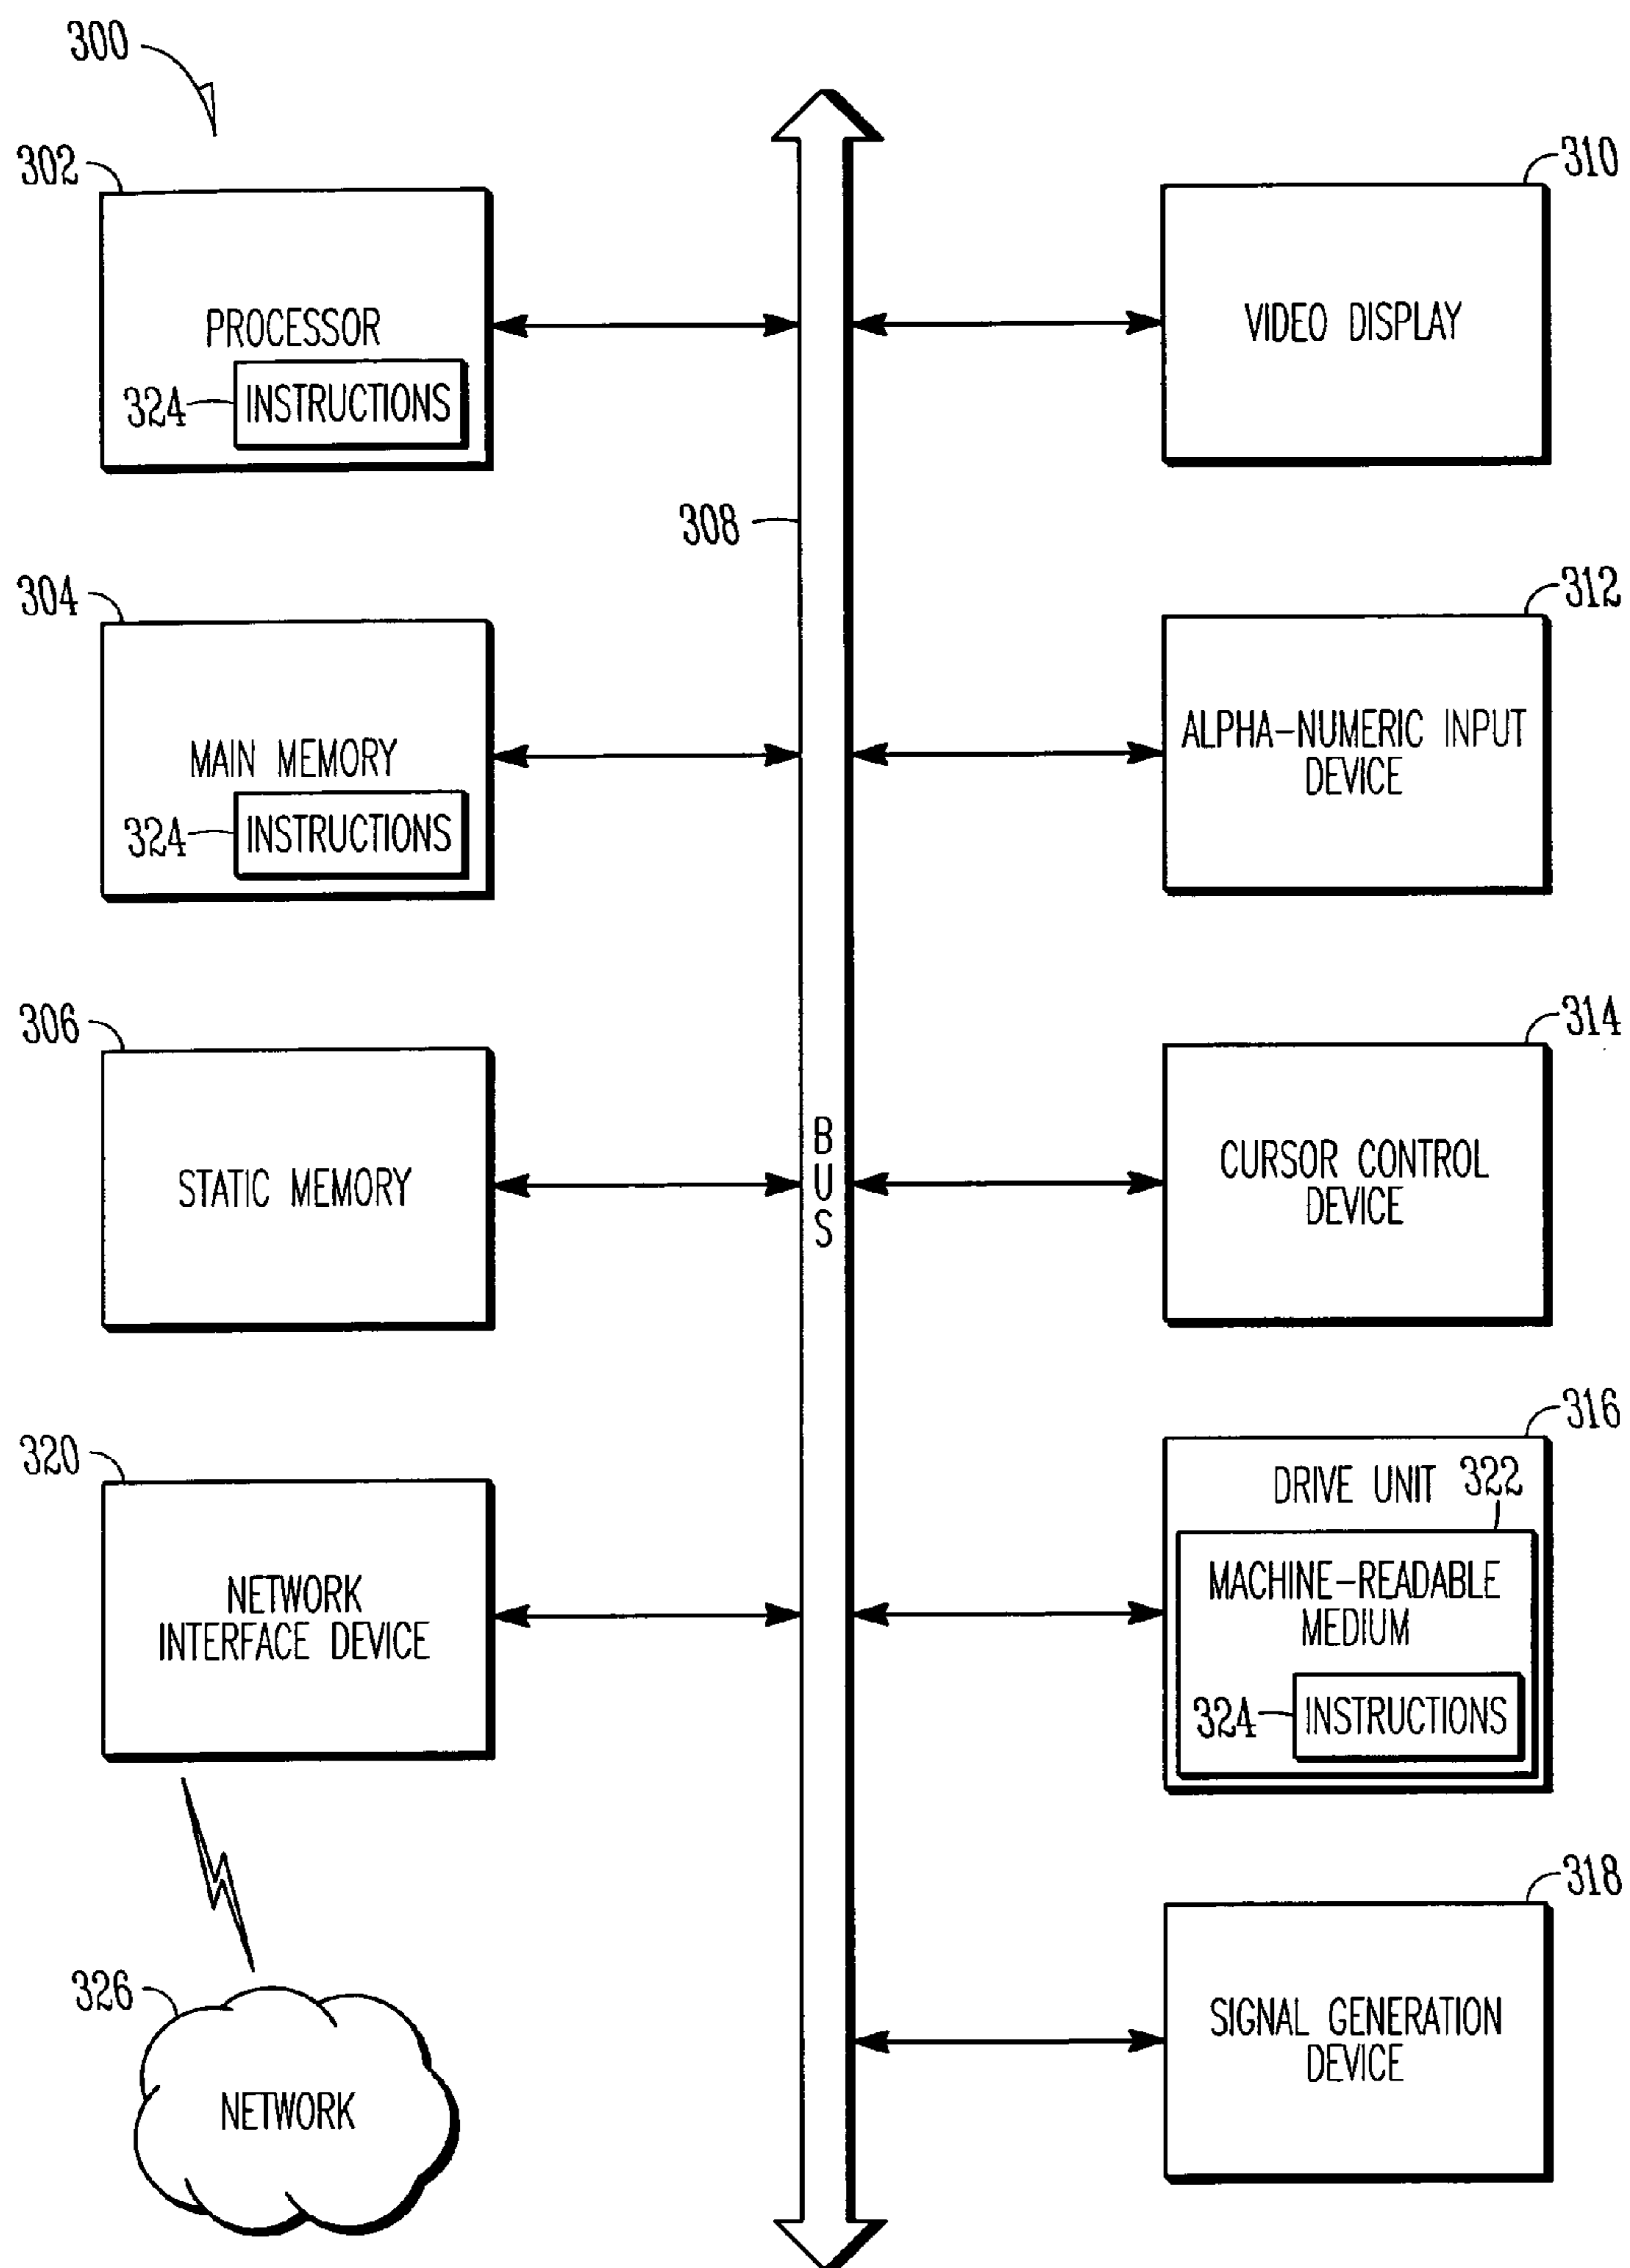 300
302
PROCESSOR
324
INSTRUCTIONS
304
MAIN MEMORY
324
INSTRUCTIONS
306
STATIC MEMORY
320
NETWORK
INTERFACE DEVICE
326
NETWORK
308
BUS
310
VIDEO DISPLAY
312
ALPHA-NUMERIC INPUT
DEVICE
314
CURSOR CONTROL
DEVICE
316
DRIVE UNIT
322
MACHINE-READABLE
MEDIUM
324
INSTRUCTIONS
318
SIGNAL GENERATION
DEVICE